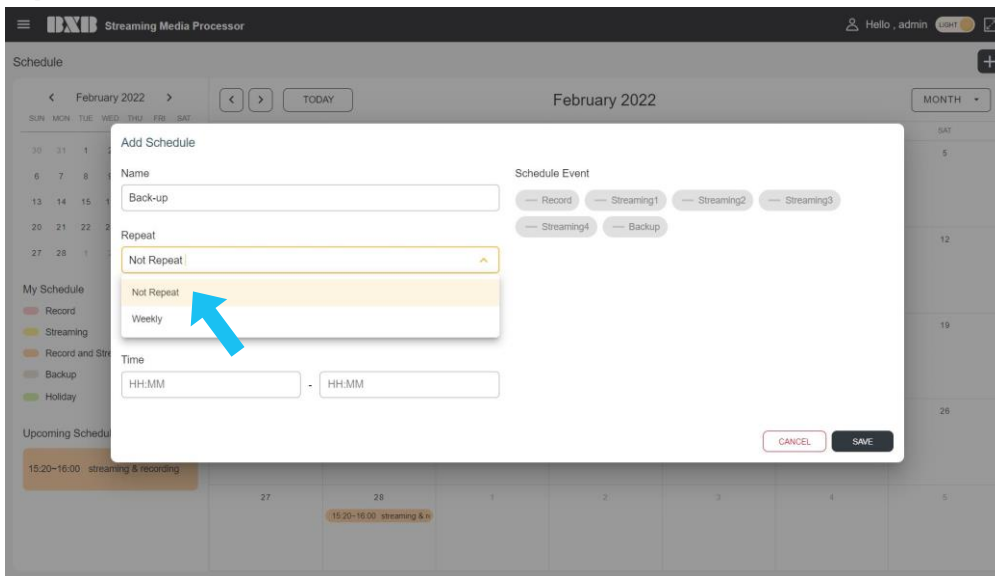 BXB Streaming Media Processor
Hello , admin LIGHT
Schedule
February 2022
TODAY
February 2022
MONTH
SUN MON TUE WED THU FRI SAT
SAT
30 31 1
5
6 7 8
13 14 15
20 21 22
12
27 28 1
Add Schedule
Name
Back-up
Repeat
Not Repeat
Not Repeat
Weekly
Time
HH:MM - HH:MM
Schedule Event
Record Streaming1 Streaming2 Streaming3
Streaming4 Backup
CANCEL SAVE
My Schedule
Record
Streaming
Record and Stre
Backup
Holiday
19
26
Upcoming Schedul
15:20~16:00 streaming & recording
27 28 1 2 3 4 5
15:20~16:00 streaming & r